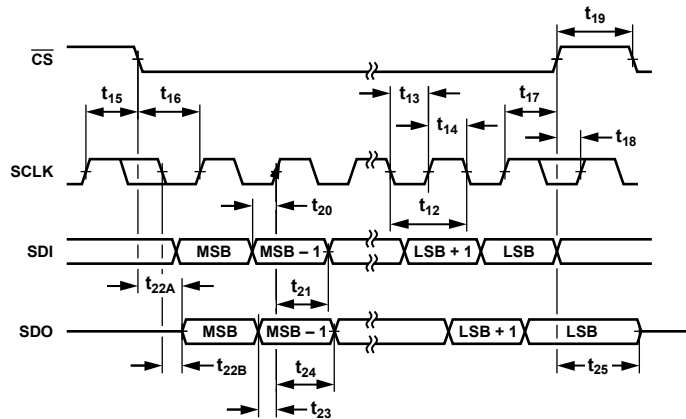 t19
CS
t15
t16
t13
t17
t14
t18
SCLK
t20
t12
SDI
MSB
MSB – 1
LSB + 1
LSB
t22A
t21
SDO
MSB
MSB – 1
LSB + 1
LSB
t22B
t24
t25
t23